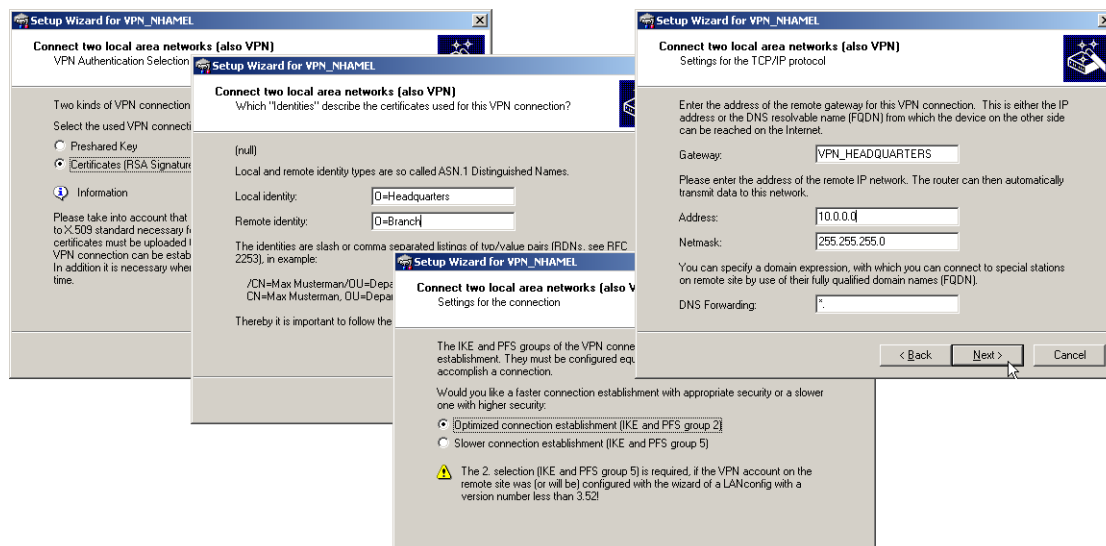 Setup Wizard for VPN_NHAMEL
Connect two local area networks (also VPN)
VPN Authentication Selection
Two kinds of VPN connection
Select the used VPN connecti
Preshared Key
Certificates (RSA Signature
Information
Please take into account that
to X.509 standard necessary f
certificates must be uploaded
VPN connection can be estab
In addition it is necessary when
time.
Setup Wizard for VPN_NHAMEL
Connect two local area networks (also VPN)
Which "Identities" describe the certificates used for this VPN connection?
(null)
Local and remote identity types are so called ASN.1 Distinguished Names.
Local identity: O=Headquarters
Remote identity: O=Branch
The identities are slash or comma separated listings of typ/value pairs (RDNs, see RFC
2253), in example:
/CN=Max Musterman/OU=Depa
CN=Max Musterman, OU=Depa
Thereby it is important to follow the
Setup Wizard for VPN_NHAMEL
Connect two local area networks (also V
Settings for the connection
The IKE and PFS groups of the VPN conne
establishment. They must be configured equ
accomplish a connection.
Would you like a faster connection establishment with appropriate security or a slower
one with higher security:
Optimized connection establishment (IKE and PFS group 2)
Slower connection establishment (IKE and PFS group 5)
The 2. selection (IKE and PFS group 5) is required, if the VPN account on the
remote site was (or will be) configured with the wizard of a LANconfig with a
version number less than 3.52!
Setup Wizard for VPN_NHAMEL
Connect two local area networks (also VPN)
Settings for the TCP/IP protocol
Enter the address of the remote gateway for this VPN connection. This is either the IP
address or the DNS resolvable name (FQDN) from which the device on the other side
can be reached on the Internet.
Gateway: VPN_HEADQUARTERS
Please enter the address of the remote IP network. The router can then automatically
transmit data to this network.
Address: 10.0.0.0
Netmask: 255.255.255.0
You can specify a domain expression, with which you can connect to special stations
on remote site by use of their fully qualified domain names (FQDN).
DNS Forwarding: *.
< Back Next > Cancel